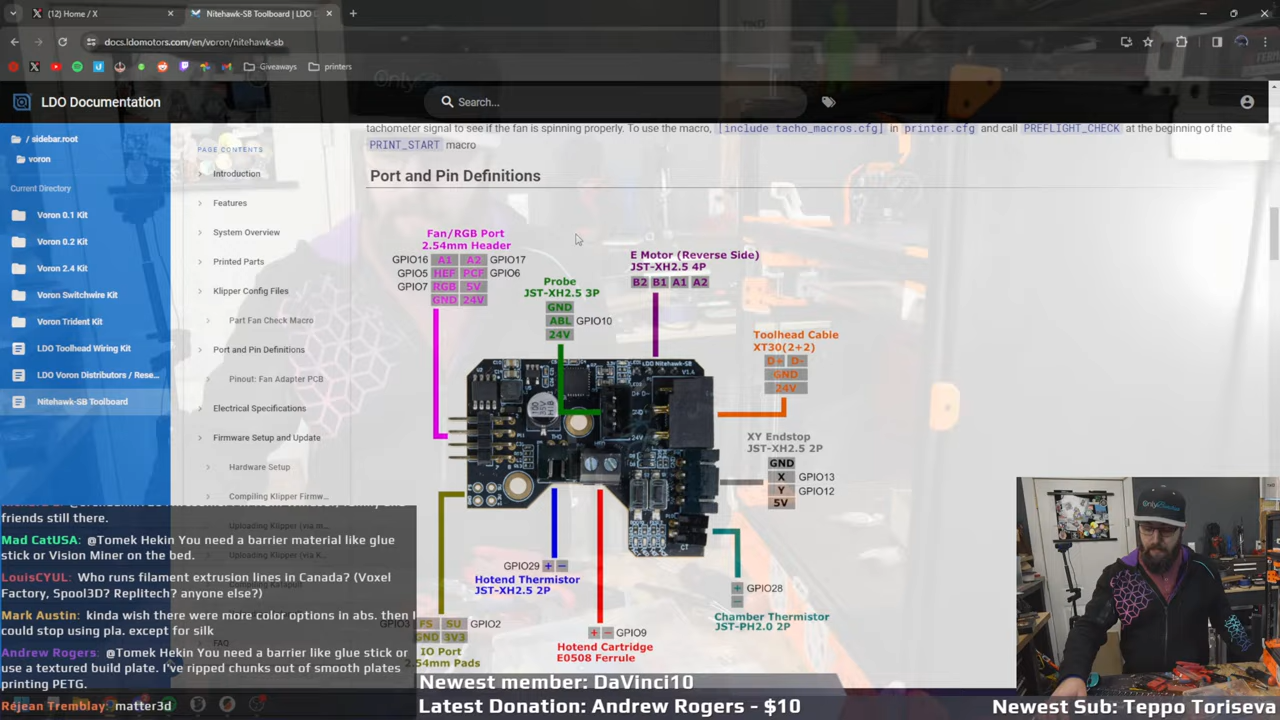 (12) Home / X
Nitehawk-SB Toolboard | LDO
docs.ldomotors.com/en/voron/nitehawk-sb
Giveaways
printers
LDO Documentation
Search...
/ sidebar.root
voron
Current Directory
Voron 0.1 Kit
Voron 0.2 Kit
Voron 2.4 Kit
Voron Switchwire Kit
Voron Trident Kit
LDO Toolhead Wiring Kit
LDO Voron Distributors / Rese...
Nitehawk-SB Toolboard
PAGE CONTENTS
Introduction
Features
System Overview
Printed Parts
Klipper Config Files
Part Fan Check Macro
Port and Pin Definitions
Pinout: Fan Adapter PCB
Electrical Specifications
Firmware Setup and Update
Hardware Setup
Compiling Klipper Firmw...
Uploading Klipper (via m...
tachometer signal to see if the fan is spinning properly. To use the macro, [include tacho_macros.cfg] in printer.cfg and call PREFLIGHT_CHECK at the beginning of the
PRINT_START macro
Port and Pin Definitions
Fan/RGB Port
2.54mm Header
GPIO16 A1 A2 GPIO17
GPIO5 HEF PCF GPIO6
GPIO7 RGB 5V
GND 24V
Probe
JST-XH2.5 3P
GND
ABL GPIO10
24V
E Motor (Reverse Side)
JST-XH2.5 4P
B2 B1 A1 A2
Toolhead Cable
XT30(2+2)
D+ D-
GND
24V
LDO Nitehawk-SB
V1.4
XY Endstop
JST-XH2.5 2P
GND
X GPIO13
Y GPIO12
5V
GPIO29 + -
Hotend Thermistor
JST-XH2.5 2P
+ GPIO28
-
Chamber Thermistor
JST-PH2.0 2P
FS SU GPIO2
GND 3V3
IO Port
2.54mm Pads
+ - GPIO9
Hotend Cartridge
E0508 Ferrule
friends still there.
Mad CatUSA: @Tomek Hekin You need a barrier material like glue
stick or Vision Miner on the bed.
LouisCYUL: Who runs filament extrusion lines in Canada? (Voxel
Factory, Spool3D? Replitech? anyone else?)
Mark Austin: kinda wish there were more color options in abs. then I
could stop using pla. except for silk
Andrew Rogers: @Tomek Hekin You need a barrier like glue stick or
use a textured build plate. I've ripped chunks out of smooth plates
printing PETG.
Rejean Tremblay: matter3d
Newest member: DaVinci10
Latest Donation: Andrew Rogers - $10
Newest Sub: Teppo Toriseva